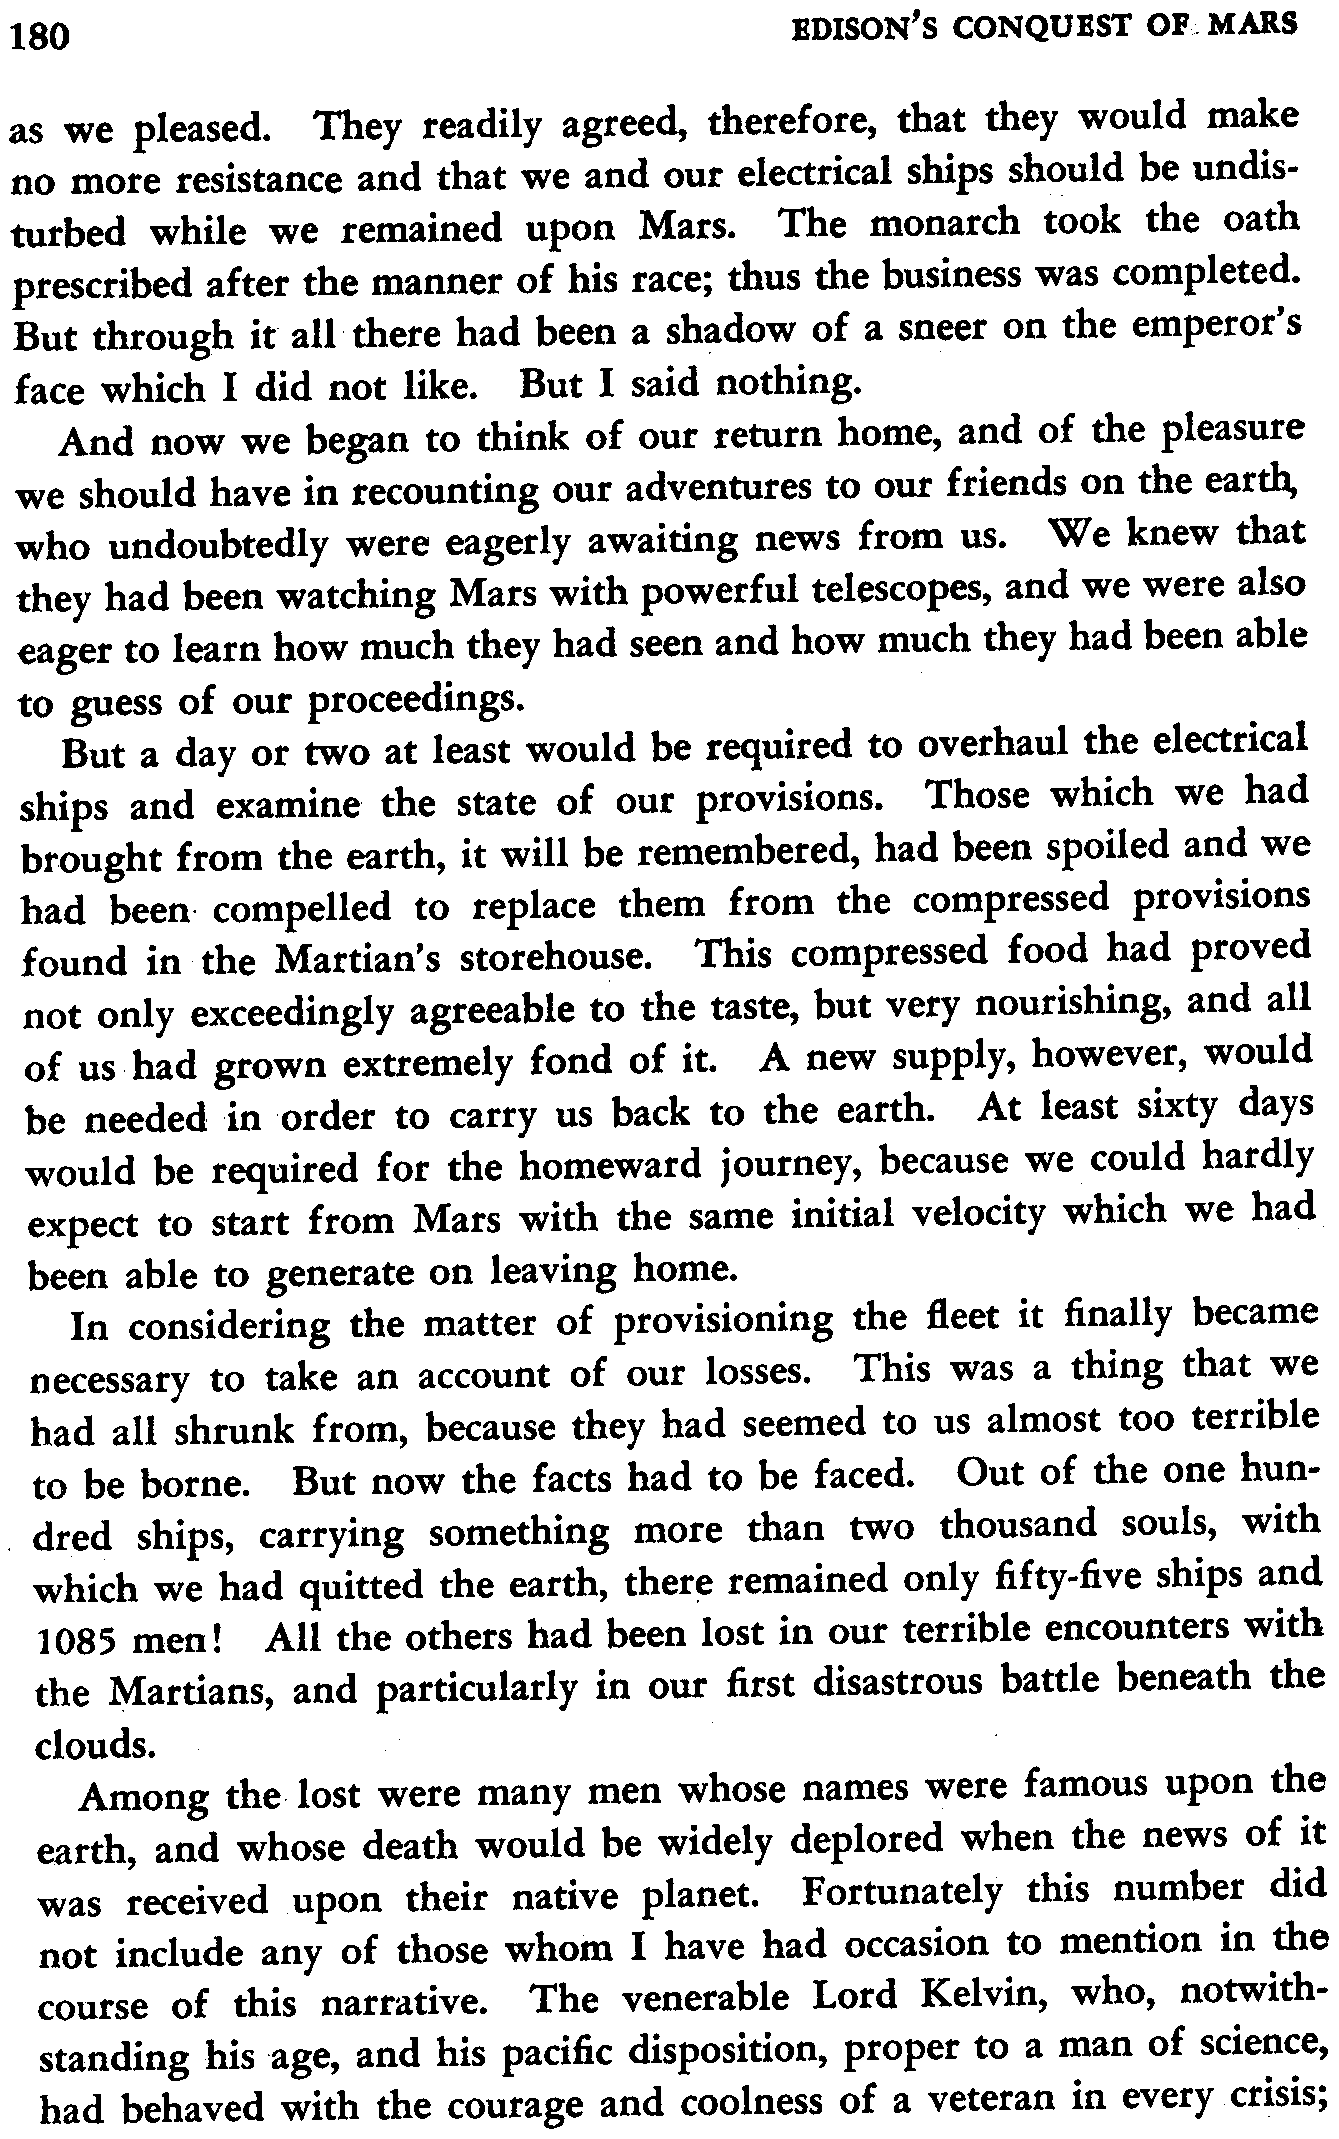 180 EDISON'S CONQUEST OF MARS
as we pleased. They readily agreed, therefore, that they would make
no more resistance and that we and our electrical ships should be undis-
turbed while we remained upon Mars. The monarch took the oath
prescribed after the manner of his race; thus the business was completed.
But through it all there had been a shadow of a sneer on the emperor's
face which I did not like. But I said nothing.
And now we began to think of our return home, and of the pleasure
we should have in recounting our adventures to our friends on the earth,
who undoubtedly were eagerly awaiting news from us. We knew that
they had been watching Mars with powerful telescopes, and we were also
eager to learn how much they had seen and how much they had been able
to guess of our proceedings.
But a day or two at least would be required to overhaul the electrical
ships and examine the state of our provisions. Those which we had
brought from the earth, it will be remembered, had been spoiled and we
had been compelled to replace them from the compressed provisions
found in the Martian's storehouse. This compressed food had proved
not only exceedingly agreeable to the taste, but very nourishing, and all
of us had grown extremely fond of it. A new supply, however, would
be needed in order to carry us back to the earth. At least sixty days
would be required for the homeward journey, because we could hardly
expect to start from Mars with the same initial velocity which we had
been able to generate on leaving home.
In considering the matter of provisioning the fleet it finally became
necessary to take an account of our losses. This was a thing that we
had all shrunk from, because they had seemed to us almost too terrible
to be borne. But now the facts had to be faced. Out of the one hun-
dred ships, carrying something more than two thousand souls, with
which we had quitted the earth, there remained only fifty-five ships and
1085 men! All the others had been lost in our terrible encounters with
the Martians, and particularly in our first disastrous battle beneath the
clouds.
Among the lost were many men whose names were famous upon the
earth, and whose death would be widely deplored when the news of it
was received upon their native planet. Fortunately this number did
not include any of those whom I have had occasion to mention in the
course of this narrative. The venerable Lord Kelvin, who, notwith-
standing his age, and his pacific disposition, proper to a man of science,
had behaved with the courage and coolness of a veteran in every crisis;